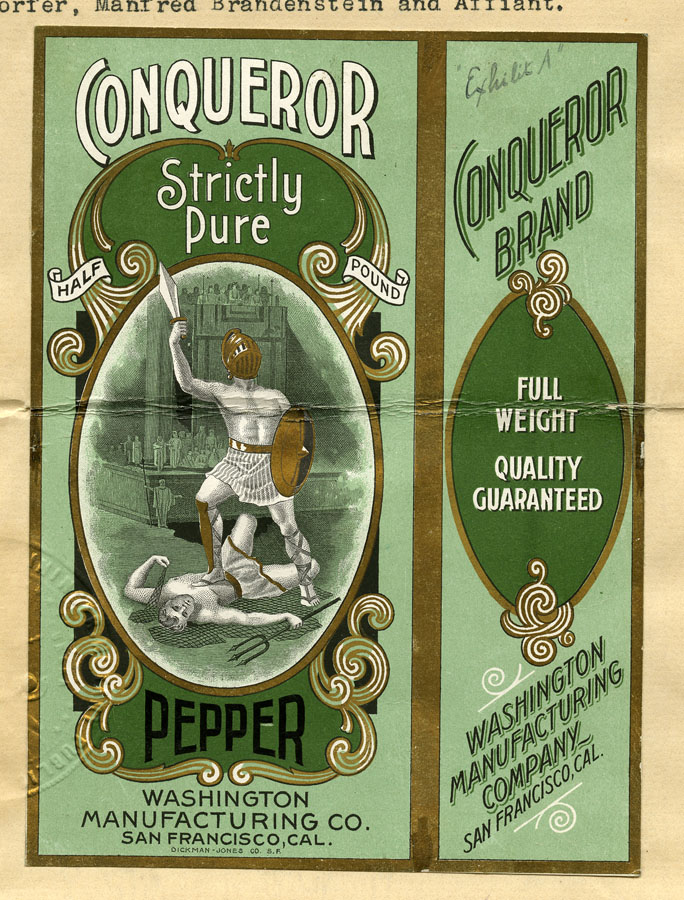 orfer, Manfred Brandenstein and Affiant.
CONQUEROR
Strictly
Pure
HALF POUND
PEPPER
WASHINGTON
MANUFACTURING CO.
SAN FRANCISCO, CAL.
DICKMAN-JONES CO. S.F.
"Exhibit A"
CONQUEROR
BRAND
FULL
WEIGHT
QUALITY
GUARANTEED
WASHINGTON
MANUFACTURING
COMPANY
SAN FRANCISCO, CAL.